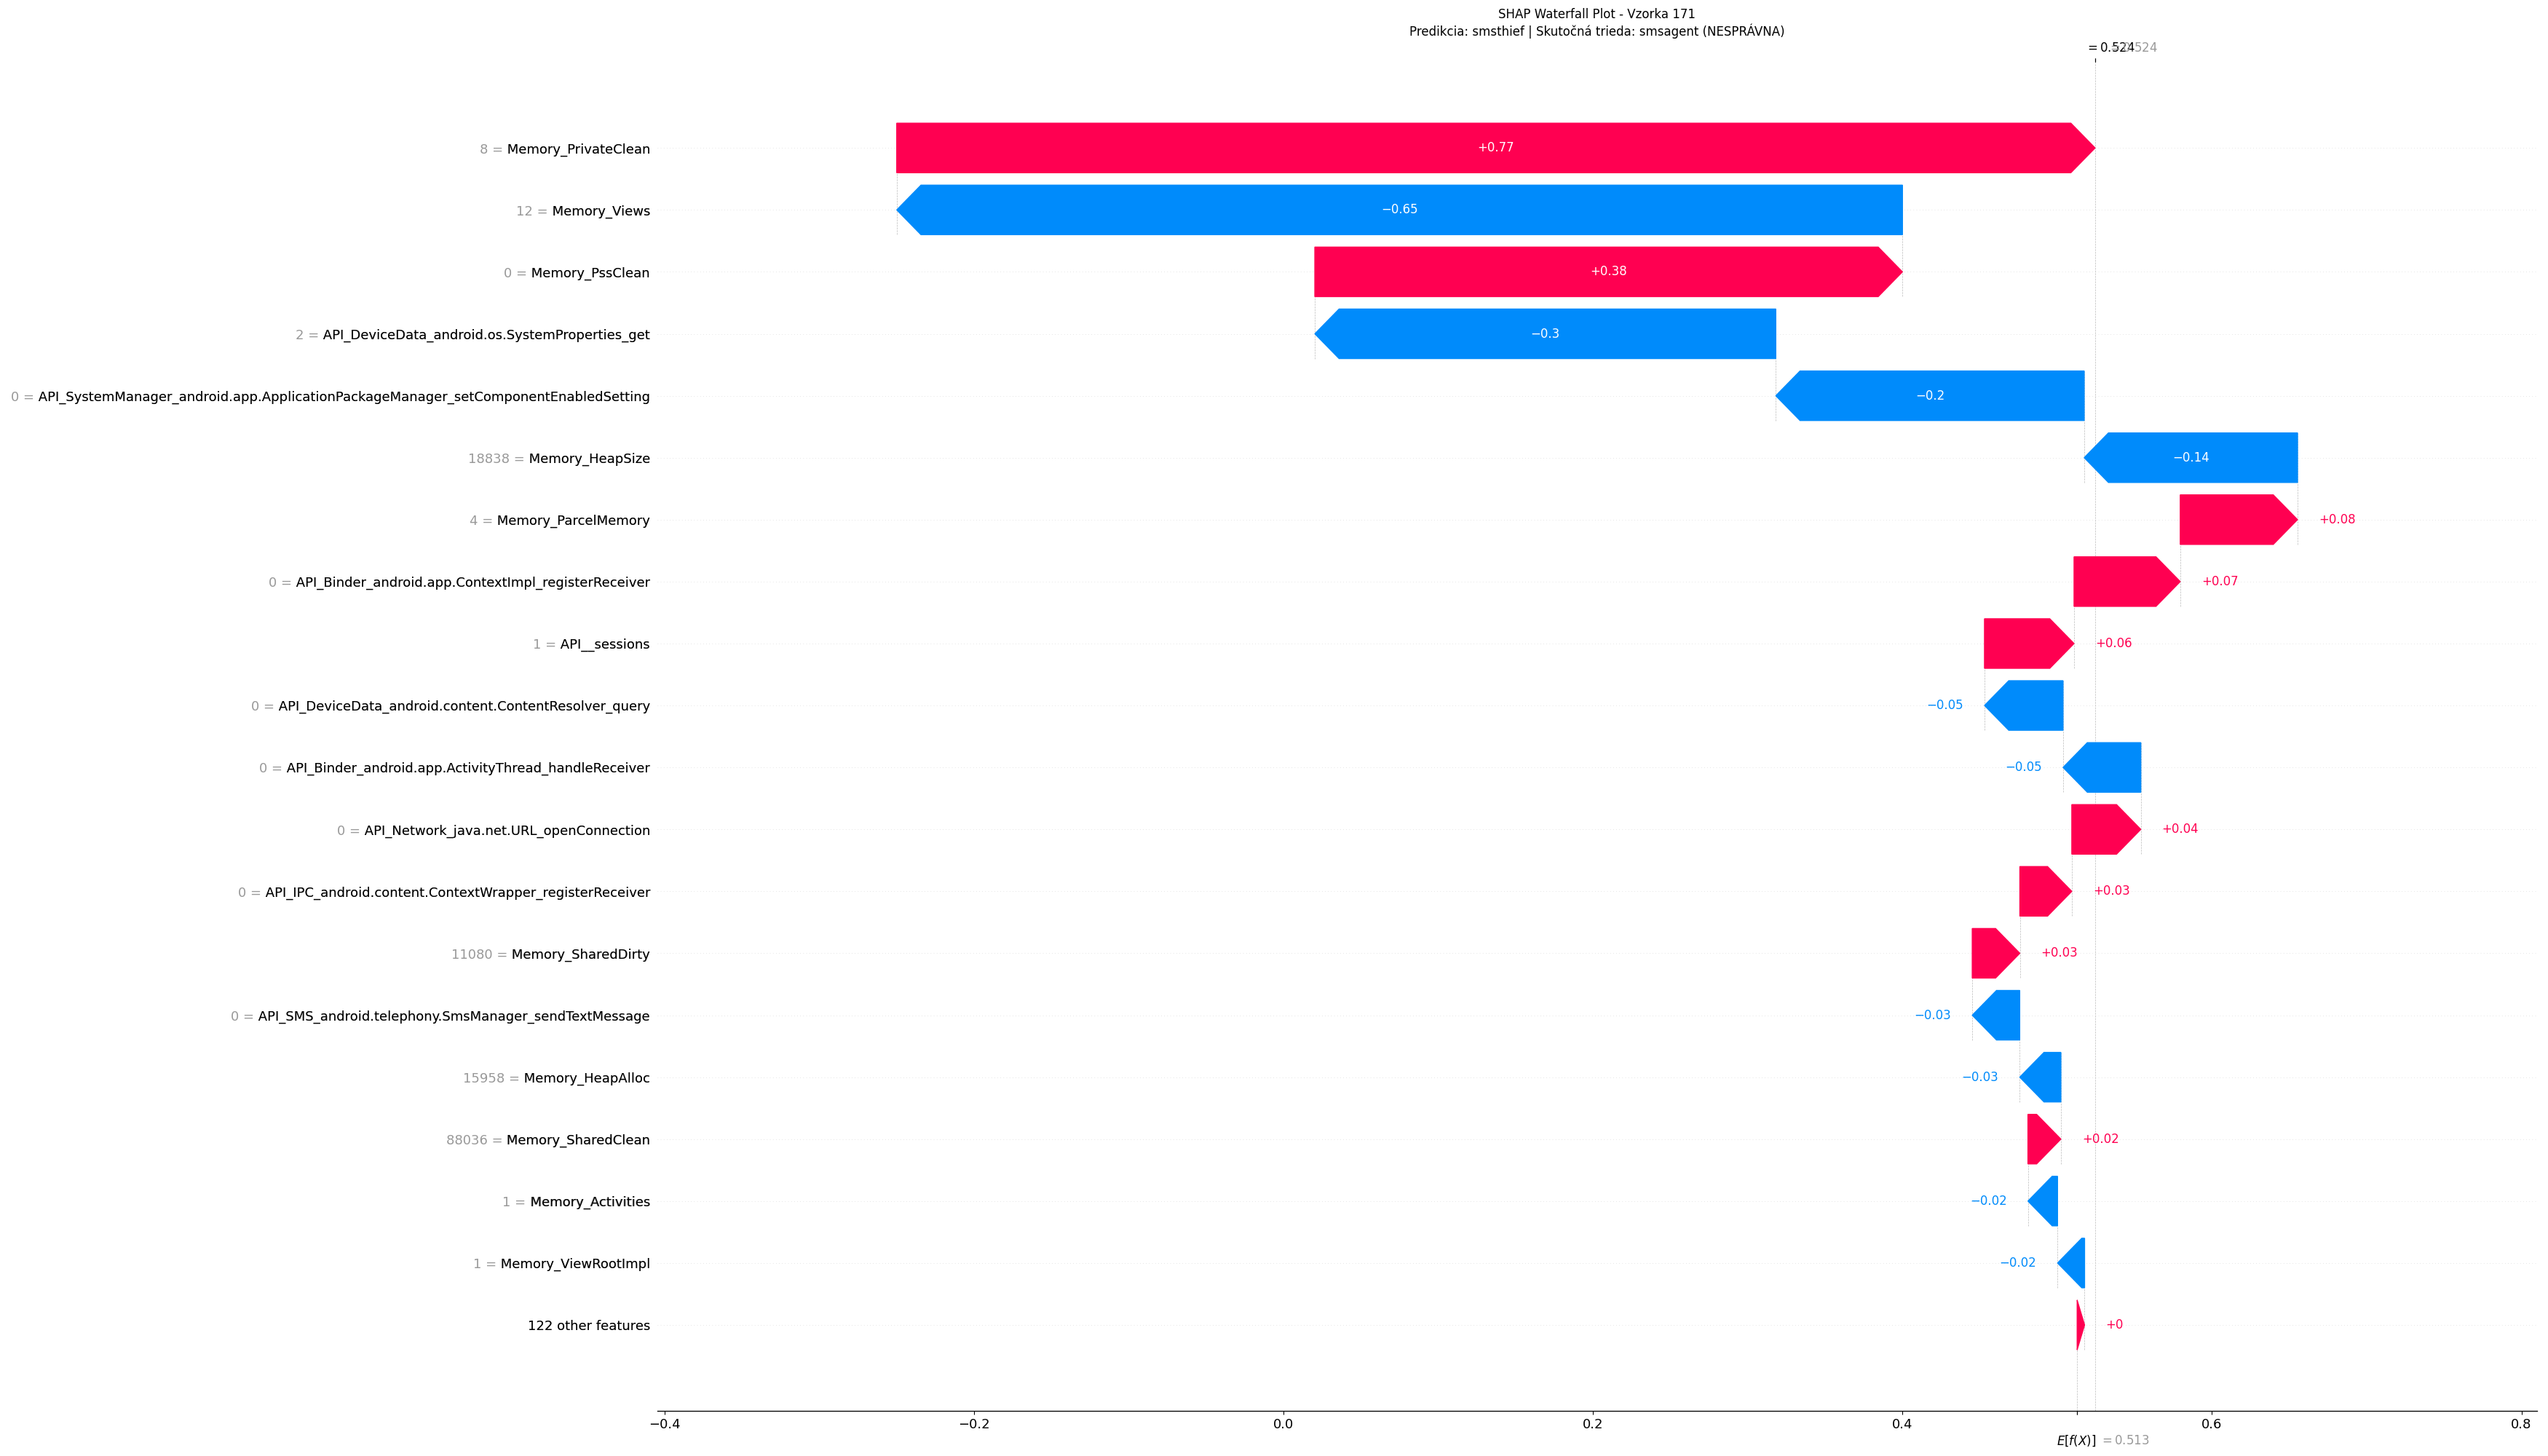 SHAP Waterfall Plot - Vzorka 171
Predikcia: smsthief | Skutočná trieda: smsagent (NESPRÁVNA)
= 0.524
8 = Memory_PrivateClean
+0.77
12 = Memory_Views
−0.65
0 = Memory_PssClean
+0.38
2 = API_DeviceData_android.os.SystemProperties_get
−0.3
0 = API_SystemManager_android.app.ApplicationPackageManager_setComponentEnabledSetting
−0.2
18838 = Memory_HeapSize
−0.14
4 = Memory_ParcelMemory
+0.08
0 = API_Binder_android.app.ContextImpl_registerReceiver
+0.07
1 = API__sessions
+0.06
0 = API_DeviceData_android.content.ContentResolver_query
−0.05
0 = API_Binder_android.app.ActivityThread_handleReceiver
−0.05
0 = API_Network_java.net.URL_openConnection
+0.04
0 = API_IPC_android.content.ContextWrapper_registerReceiver
+0.03
11080 = Memory_SharedDirty
+0.03
0 = API_SMS_android.telephony.SmsManager_sendTextMessage
−0.03
15958 = Memory_HeapAlloc
−0.03
88036 = Memory_SharedClean
+0.02
1 = Memory_Activities
−0.02
1 = Memory_ViewRootImpl
−0.02
122 other features
+0
−0.4 −0.2 0.0 0.2 0.4 0.6 0.8
E[f(X)] = 0.513